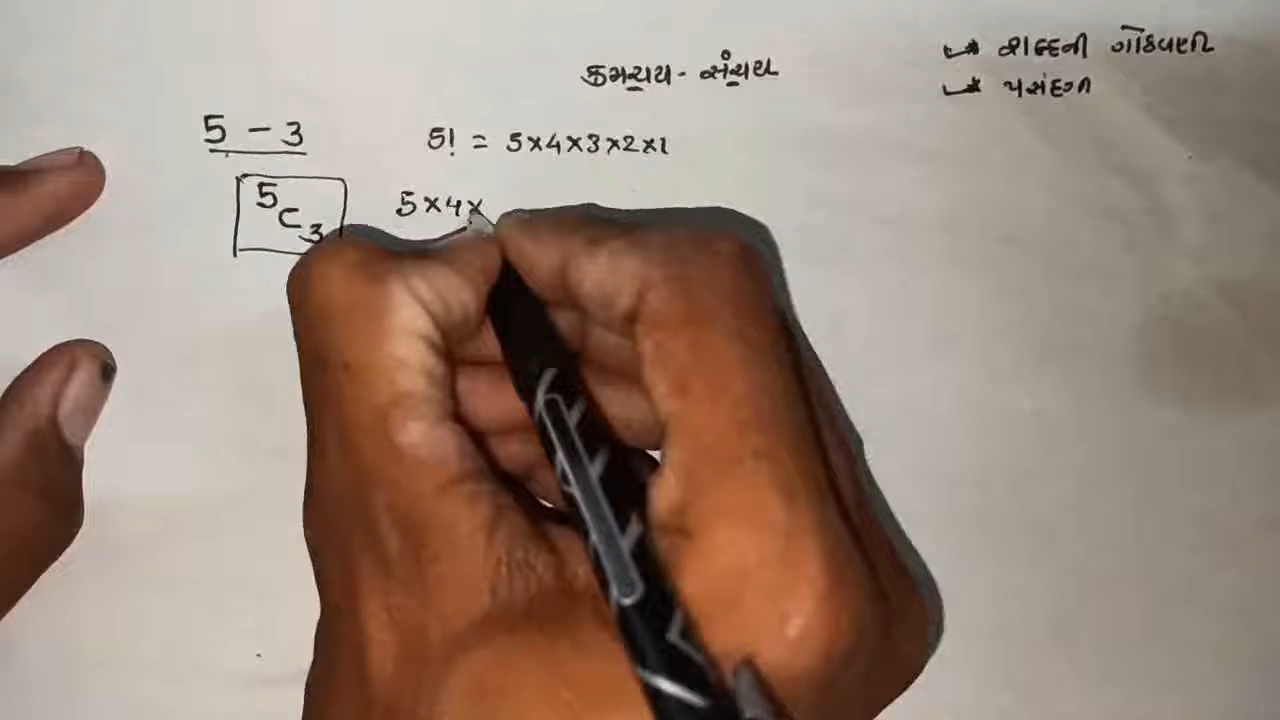 ક્રમચય - સંચય
શબ્દની ગોઠવણી
પસંદગી
5 - 3
5! = 5×4×3×2×1
5C3
5×4×